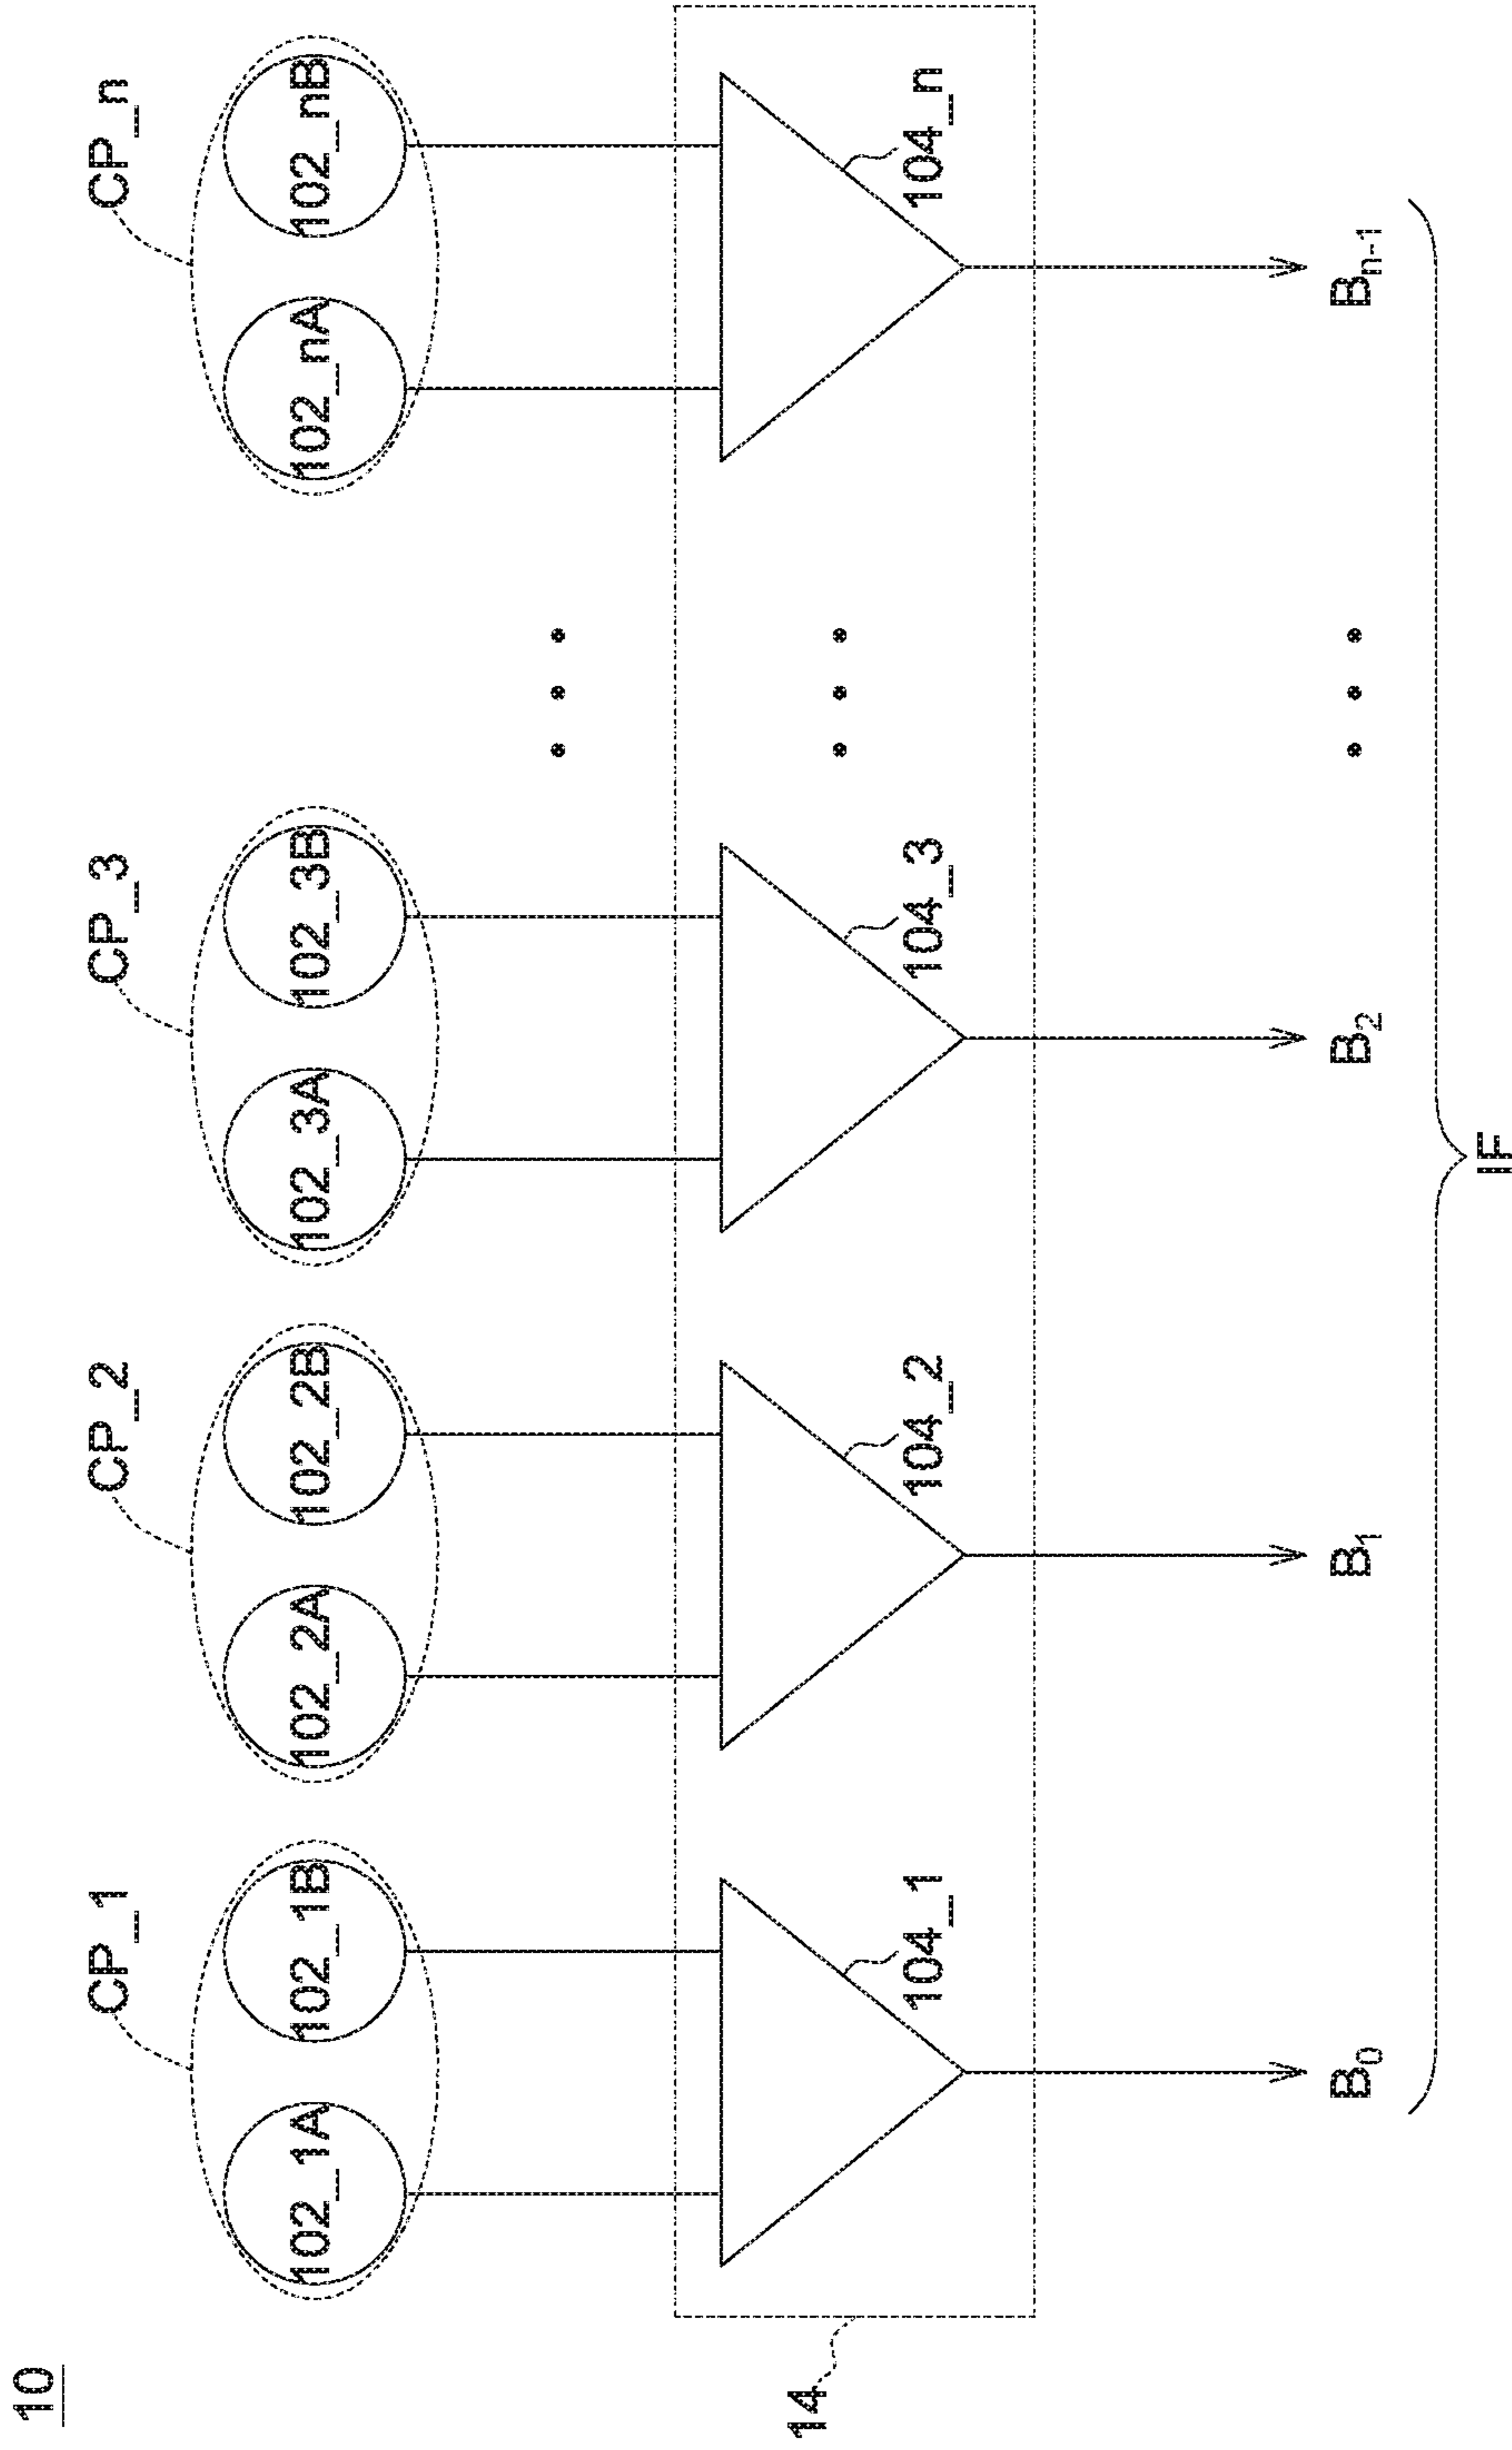 10
CP_1 CP_2 CP_3 CP_n
102_1A 102_1B 102_2A 102_2B 102_3A 102_3B 102_nA 102_nB
14
104_1 104_2 104_3 104_n
B0 B1 B2 Bn-1
IF